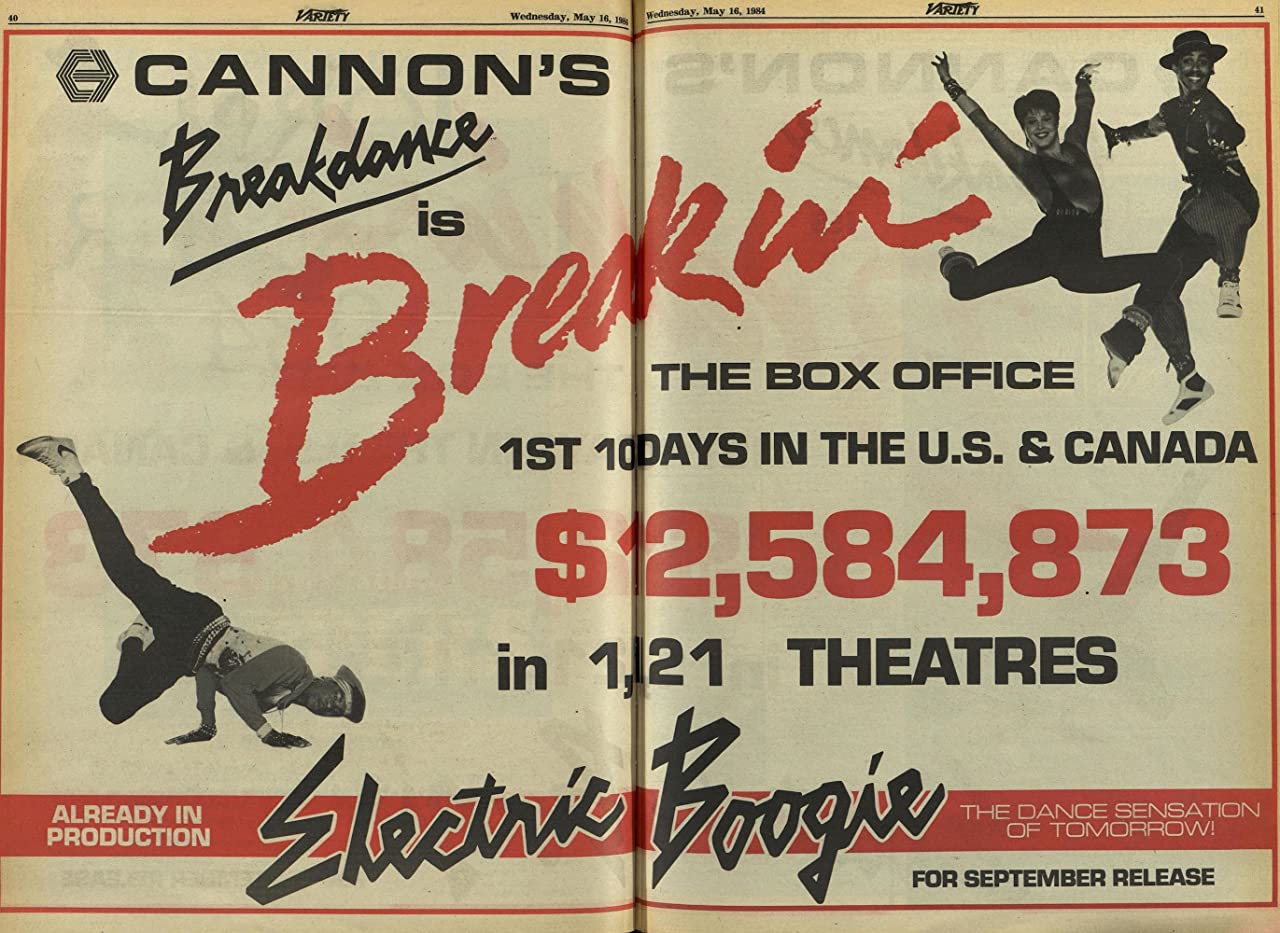 40
VARIETY
Wednesday, May 16, 1984
Wednesday, May 16, 1984
VARIETY
41
CANNON'S
Breakdance
is
Breakin'
THE BOX OFFICE
1ST 10 DAYS IN THE U.S. & CANADA
$12,584,873
in 1,121 THEATRES
ALREADY IN
PRODUCTION
Electric Boogie
THE DANCE SENSATION
OF TOMORROW!
FOR SEPTEMBER RELEASE